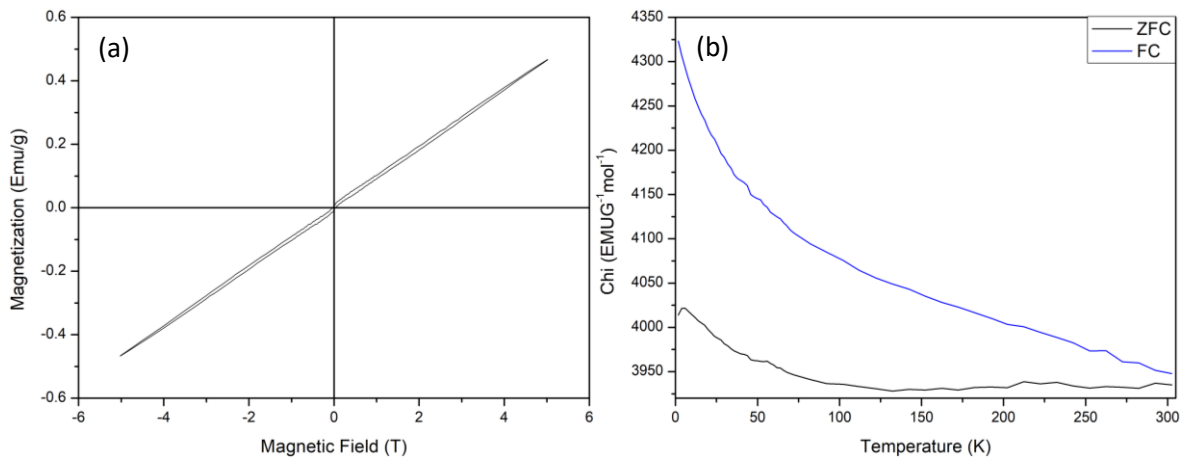 (a)
0.6
0.4
0.2
0.0
-0.2
-0.4
-0.6
Magnetization (Emu/g)
-6 -4 -2 0 2 4 6
Magnetic Field (T)
(b)
ZFC
FC
4350
4300
4250
4200
4150
4100
4050
4000
3950
Chi (EMUG⁻¹mol⁻¹)
0 50 100 150 200 250 300
Temperature (K)